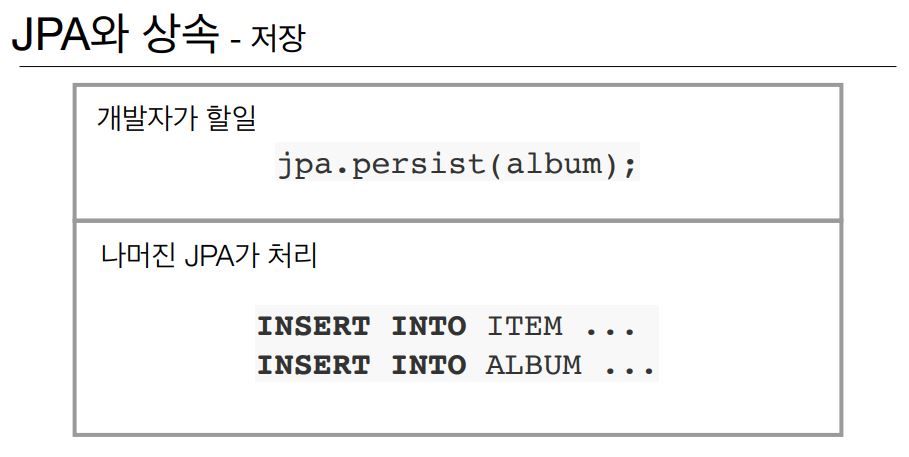 JPA와 상속 - 저장
개발자가 할일
jpa.persist(album);
나머진 JPA가 처리
INSERT INTO ITEM ...
INSERT INTO ALBUM ...